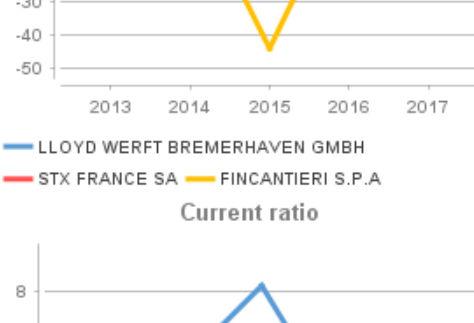 -30
-40
-50
2013 2014 2015 2016 2017
LLOYD WERFT BREMERHAVEN GMBH
STX FRANCE SA FINCANTIERI S.P.A
Current ratio
8